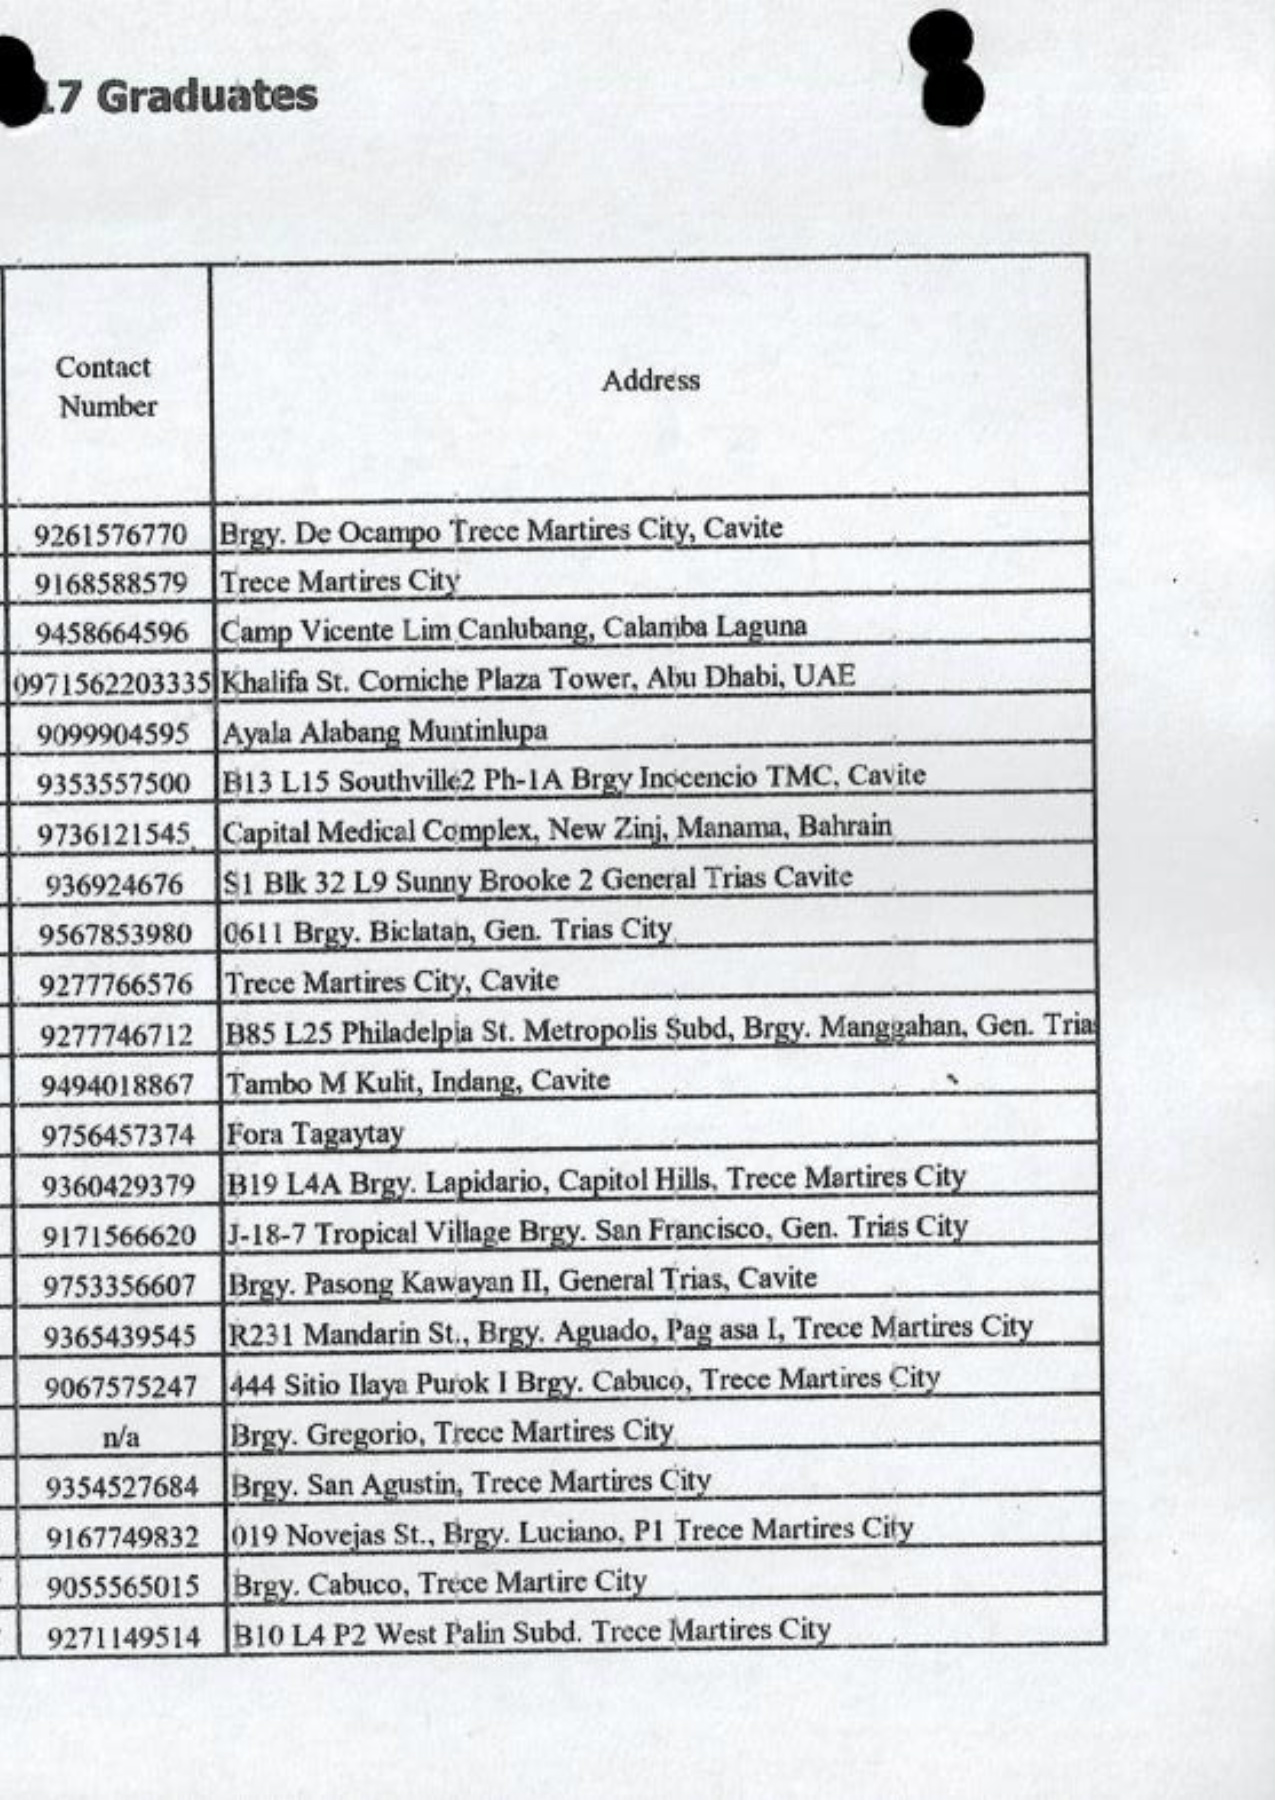 17 Graduates
Contact
Number
Address
9261576770 Brgy. De Ocampo Trece Martires City, Cavite
9168588579 Trece Martires City
9458664596 Camp Vicente Lim Canlubang, Calamba Laguna
0971562203335 Khalifa St. Corniche Plaza Tower, Abu Dhabi, UAE
9099904595 Ayala Alabang Muntinlupa
9353557500 B13 L15 Southville2 Ph-1A Brgy Inocencio TMC, Cavite
9736121545 Capital Medical Complex, New Zinj, Manama, Bahrain
936924676 S1 Blk 32 L9 Sunny Brooke 2 General Trias Cavite
9567853980 0611 Brgy. Biclatan, Gen. Trias City
9277766576 Trece Martires City, Cavite
9277746712 B85 L25 Philadelpia St. Metropolis Subd, Brgy. Manggahan, Gen. Trias
9494018867 Tambo M Kulit, Indang, Cavite
9756457374 Fora Tagaytay
9360429379 B19 L4A Brgy. Lapidario, Capitol Hills, Trece Martires City
9171566620 J-18-7 Tropical Village Brgy. San Francisco, Gen. Trias City
9753356607 Brgy. Pasong Kawayan II, General Trias, Cavite
9365439545 R231 Mandarin St., Brgy. Aguado, Pag asa I, Trece Martires City
9067575247 444 Sitio Ilaya Purok I Brgy. Cabuco, Trece Martires City
n/a Brgy. Gregorio, Trece Martires City
9354527684 Brgy. San Agustin, Trece Martires City
9167749832 019 Novejas St., Brgy. Luciano, P1 Trece Martires City
9055565015 Brgy. Cabuco, Trece Martire City
9271149514 B10 L4 P2 West Palin Subd. Trece Martires City